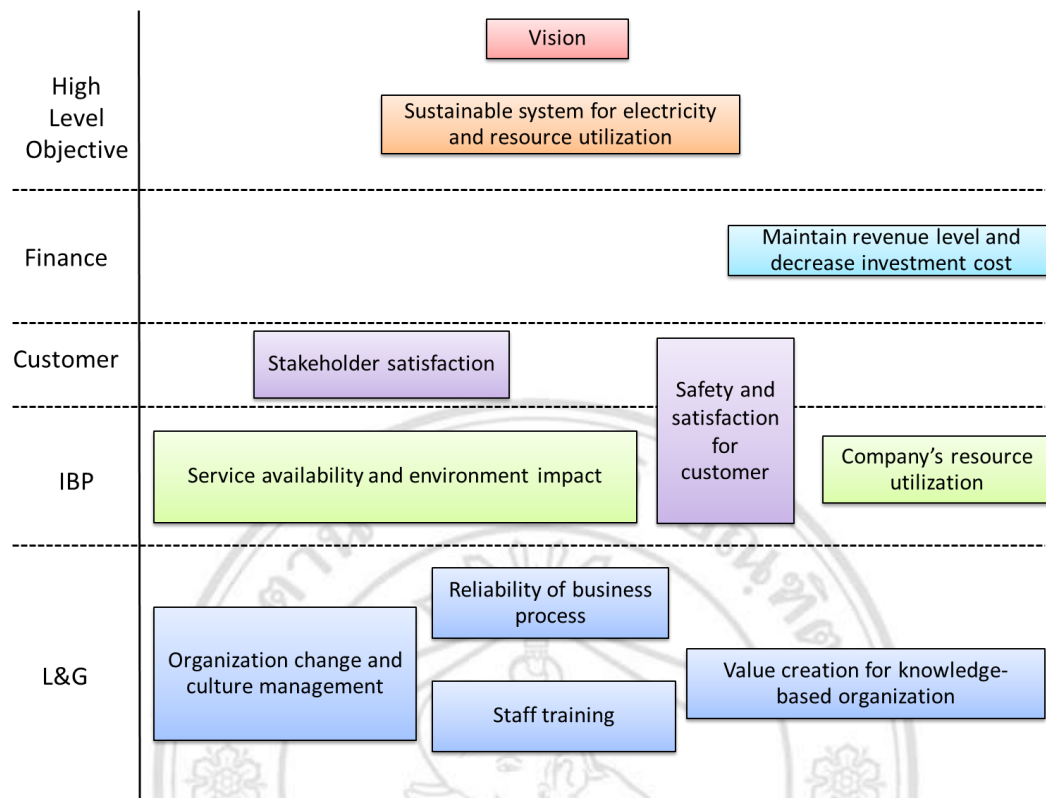 Vision
High
Level
Objective
Sustainable system for electricity
and resource utilization
Finance
Maintain revenue level and
decrease investment cost
Customer
Stakeholder satisfaction
Safety and
satisfaction
for
customer
IBP
Service availability and environment impact
Company's resource
utilization
L&G
Reliability of business
process
Organization change and
culture management
Value creation for knowledge-
based organization
Staff training